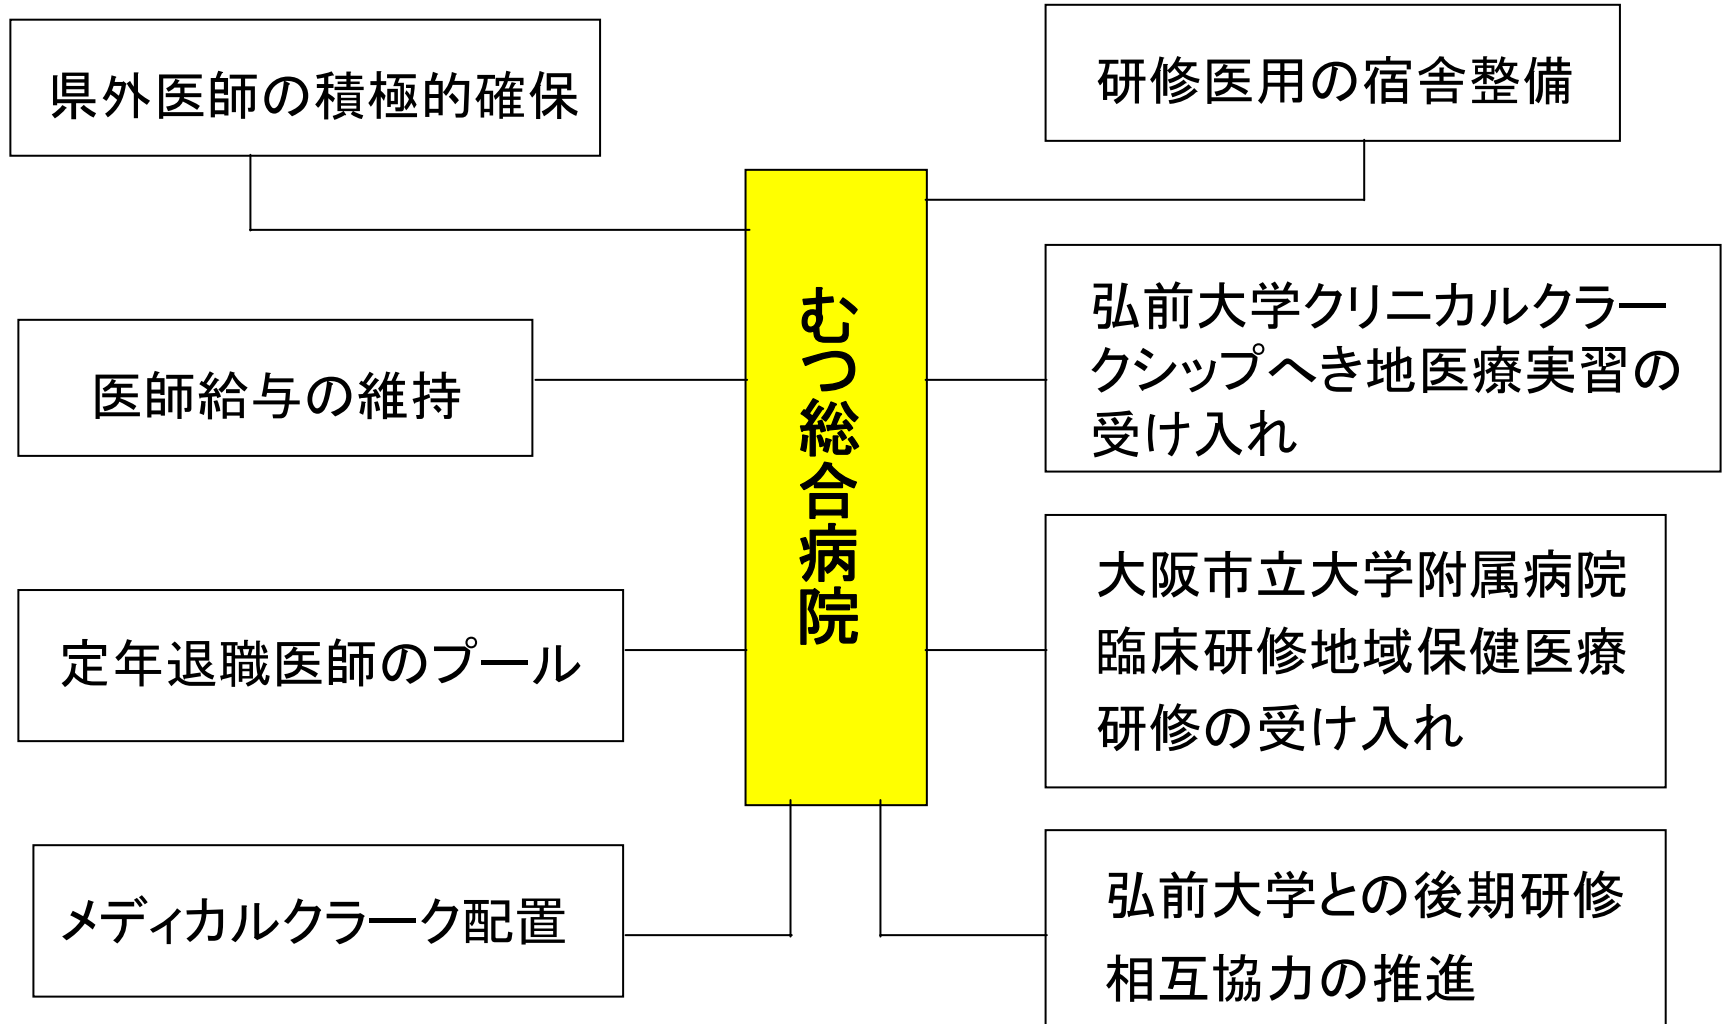 県外医師の積極的確保
医師給与の維持
定年退職医師のプール
メディカルクラーク配置
むつ総合病院
研修医用の宿舎整備
弘前大学クリニカルクラー
クシップへき地医療実習の
受け入れ
大阪市立大学附属病院
臨床研修地域保健医療
研修の受け入れ
弘前大学との後期研修
相互協力の推進